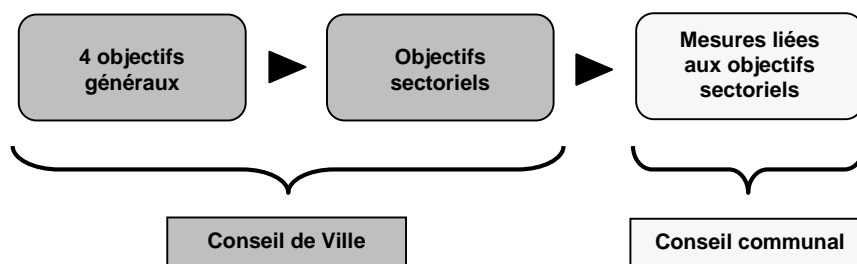 4 objectifs
généraux
Objectifs
sectoriels
Mesures liées
aux objectifs
sectoriels
Conseil de Ville
Conseil communal